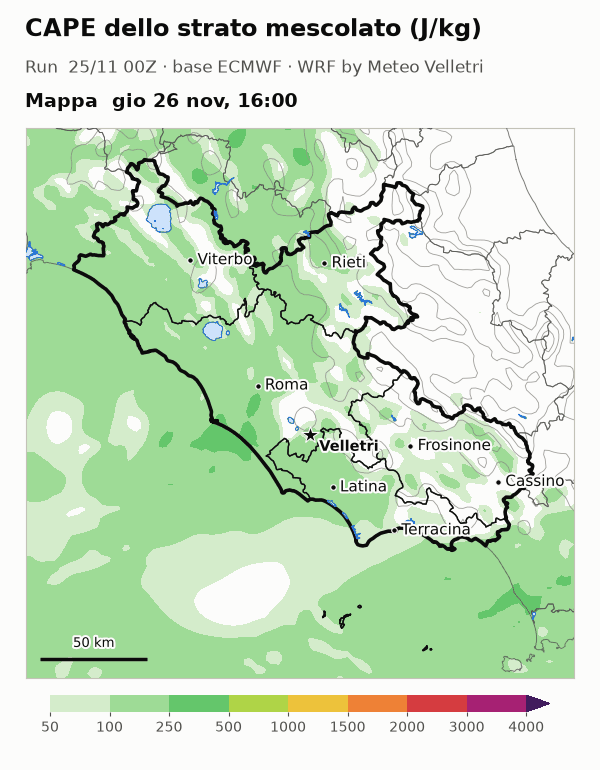 CAPE dello strato mescolato (J/kg)
Run  25/11 00Z · base ECMWF · WRF by Meteo Velletri
Mappa  gio 26 nov, 16:00
Viterbo
Rieti
Roma
Velletri
Frosinone
Cassino
Latina
Terracina
50 km
50 100 250 500 1000 1500 2000 3000 4000